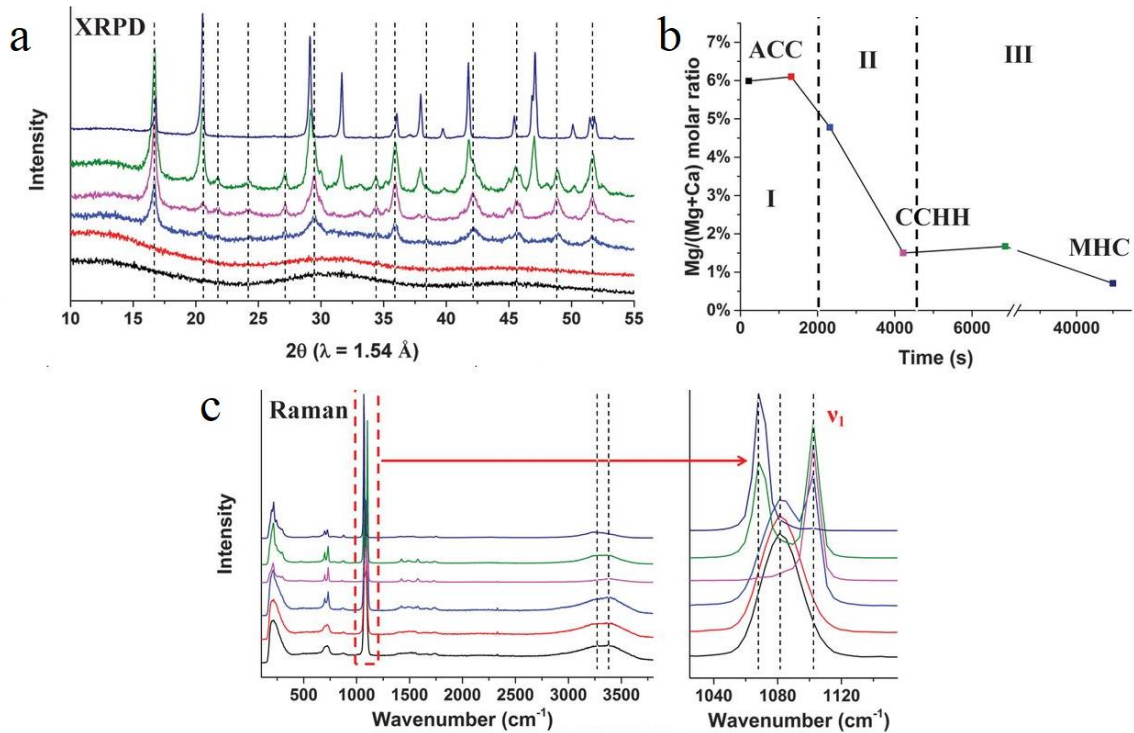 a
XRPD
Intensity
10 15 20 25 30 35 40 45 50 55
2θ (λ = 1.54 Å)
b
Mg/(Mg+Ca) molar ratio
7%
6%
5%
4%
3%
2%
1%
0%
ACC
II
III
I
CCHH
MHC
0 2000 4000 6000 40000
Time (s)
c
Raman
Intensity
500 1000 1500 2000 2500 3000 3500
Wavenumber (cm⁻¹)
ν₁
1040 1080 1120
Wavenumber (cm⁻¹)